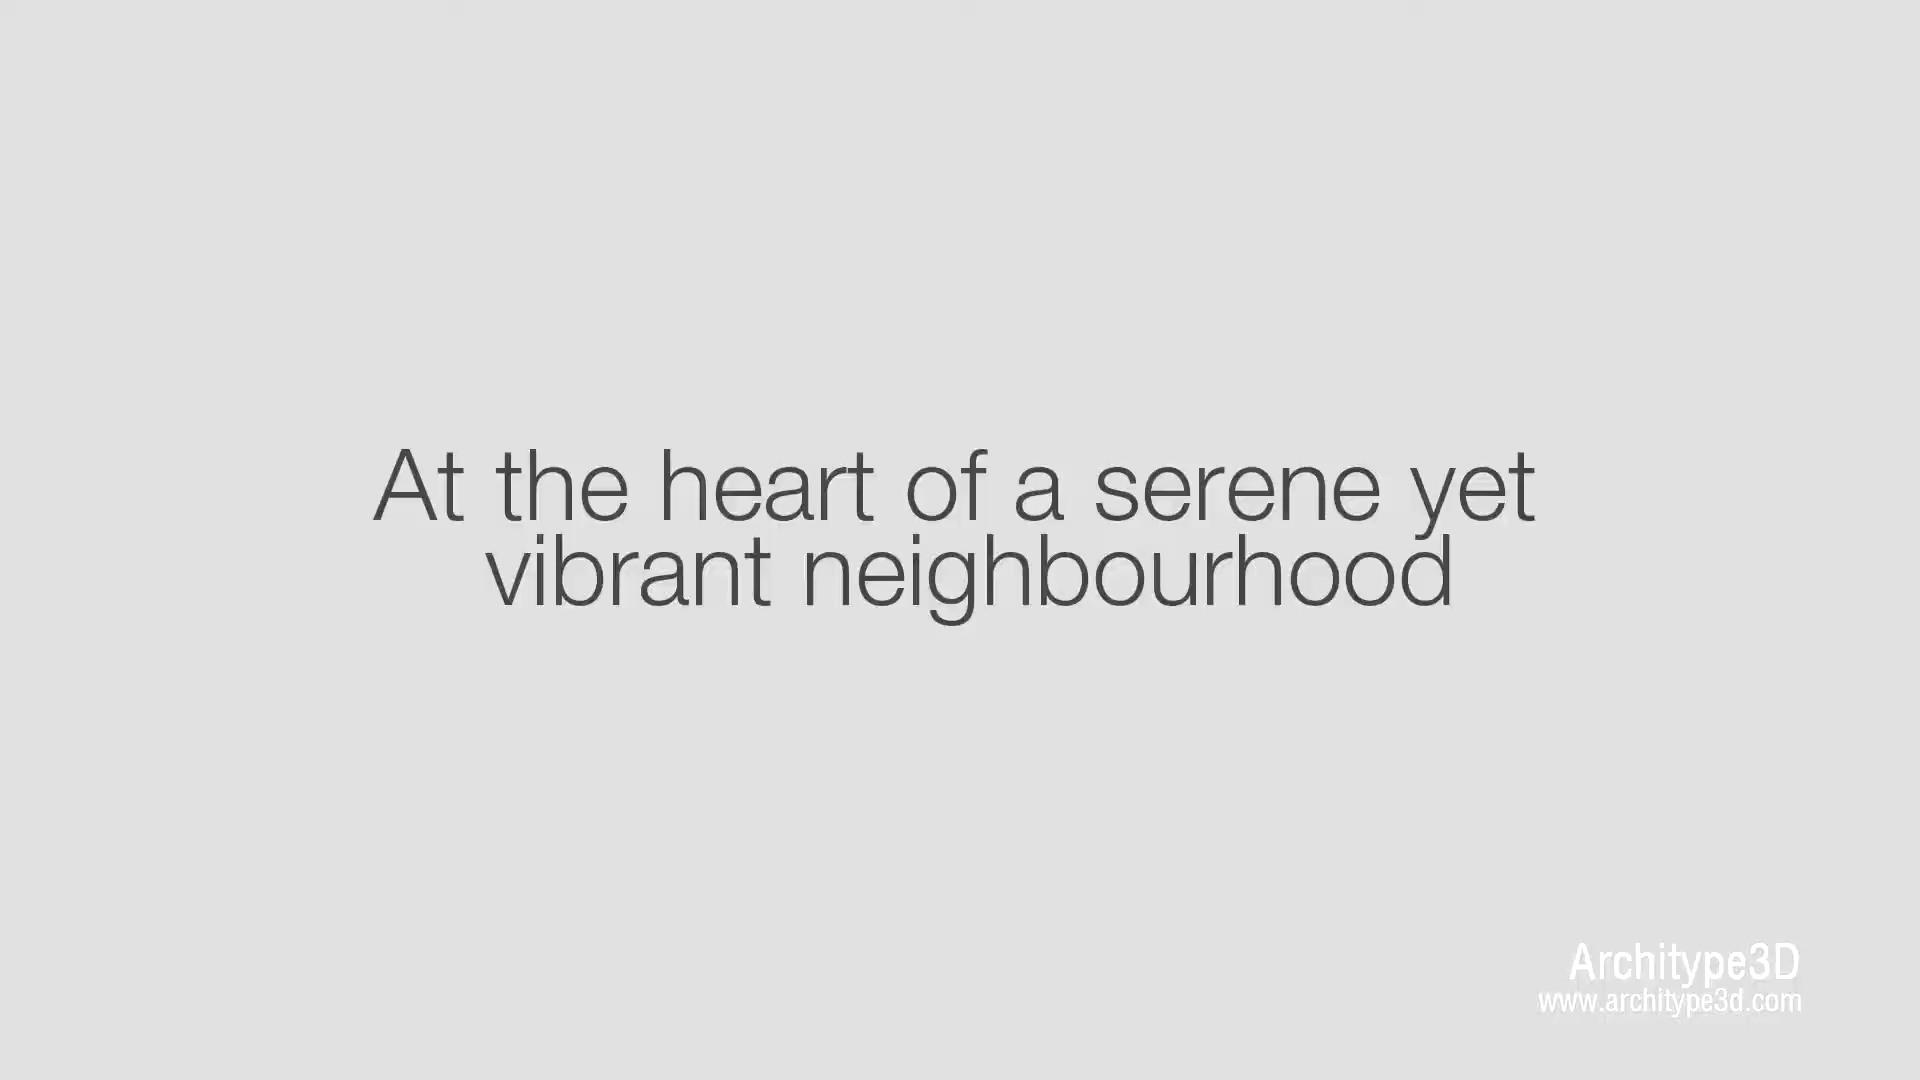 At the heart of a serene yet
vibrant neighbourhood
Architype3D
www.architype3d.com